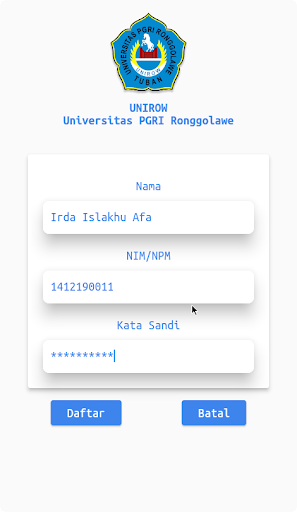 UNIVERSITAS PGRI RONGGOLAWE
UNIROW
TUBAN
UNIROW
Universitas PGRI Ronggolawe
Nama
Irda Islakhu Afa
NIM/NPM
1412190011
Kata Sandi
**********
Daftar
Batal